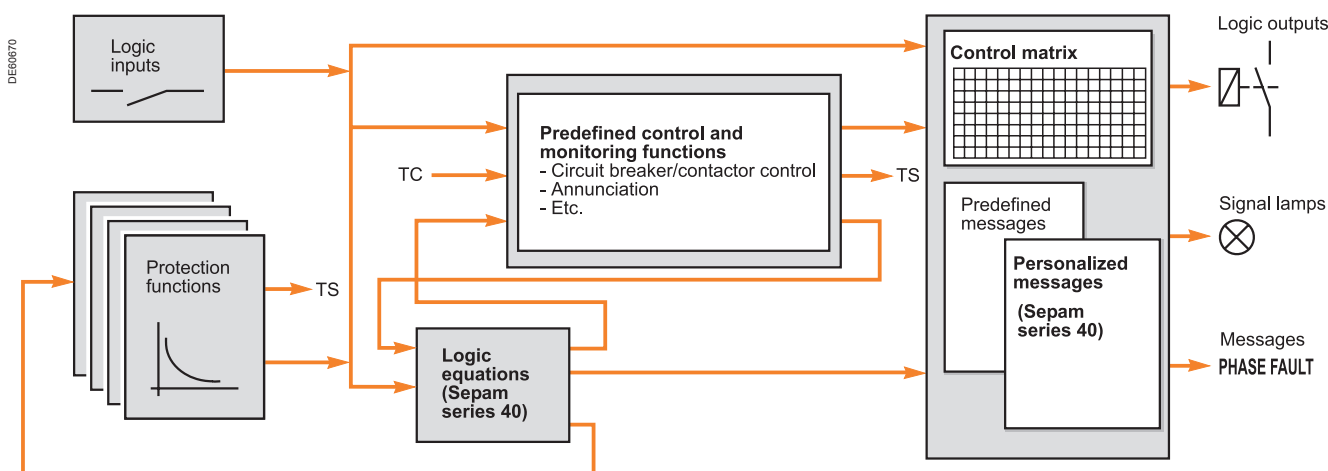 DE60670
Logic
inputs
Protection
functions
TS
TC
Predefined control and
monitoring functions
- Circuit breaker/contactor control
- Annunciation
- Etc.
TS
Logic
equations
(Sepam
series 40)
Control matrix
Predefined
messages
Personalized
messages
(Sepam
series 40)
Logic outputs
Signal lamps
Messages
PHASE FAULT